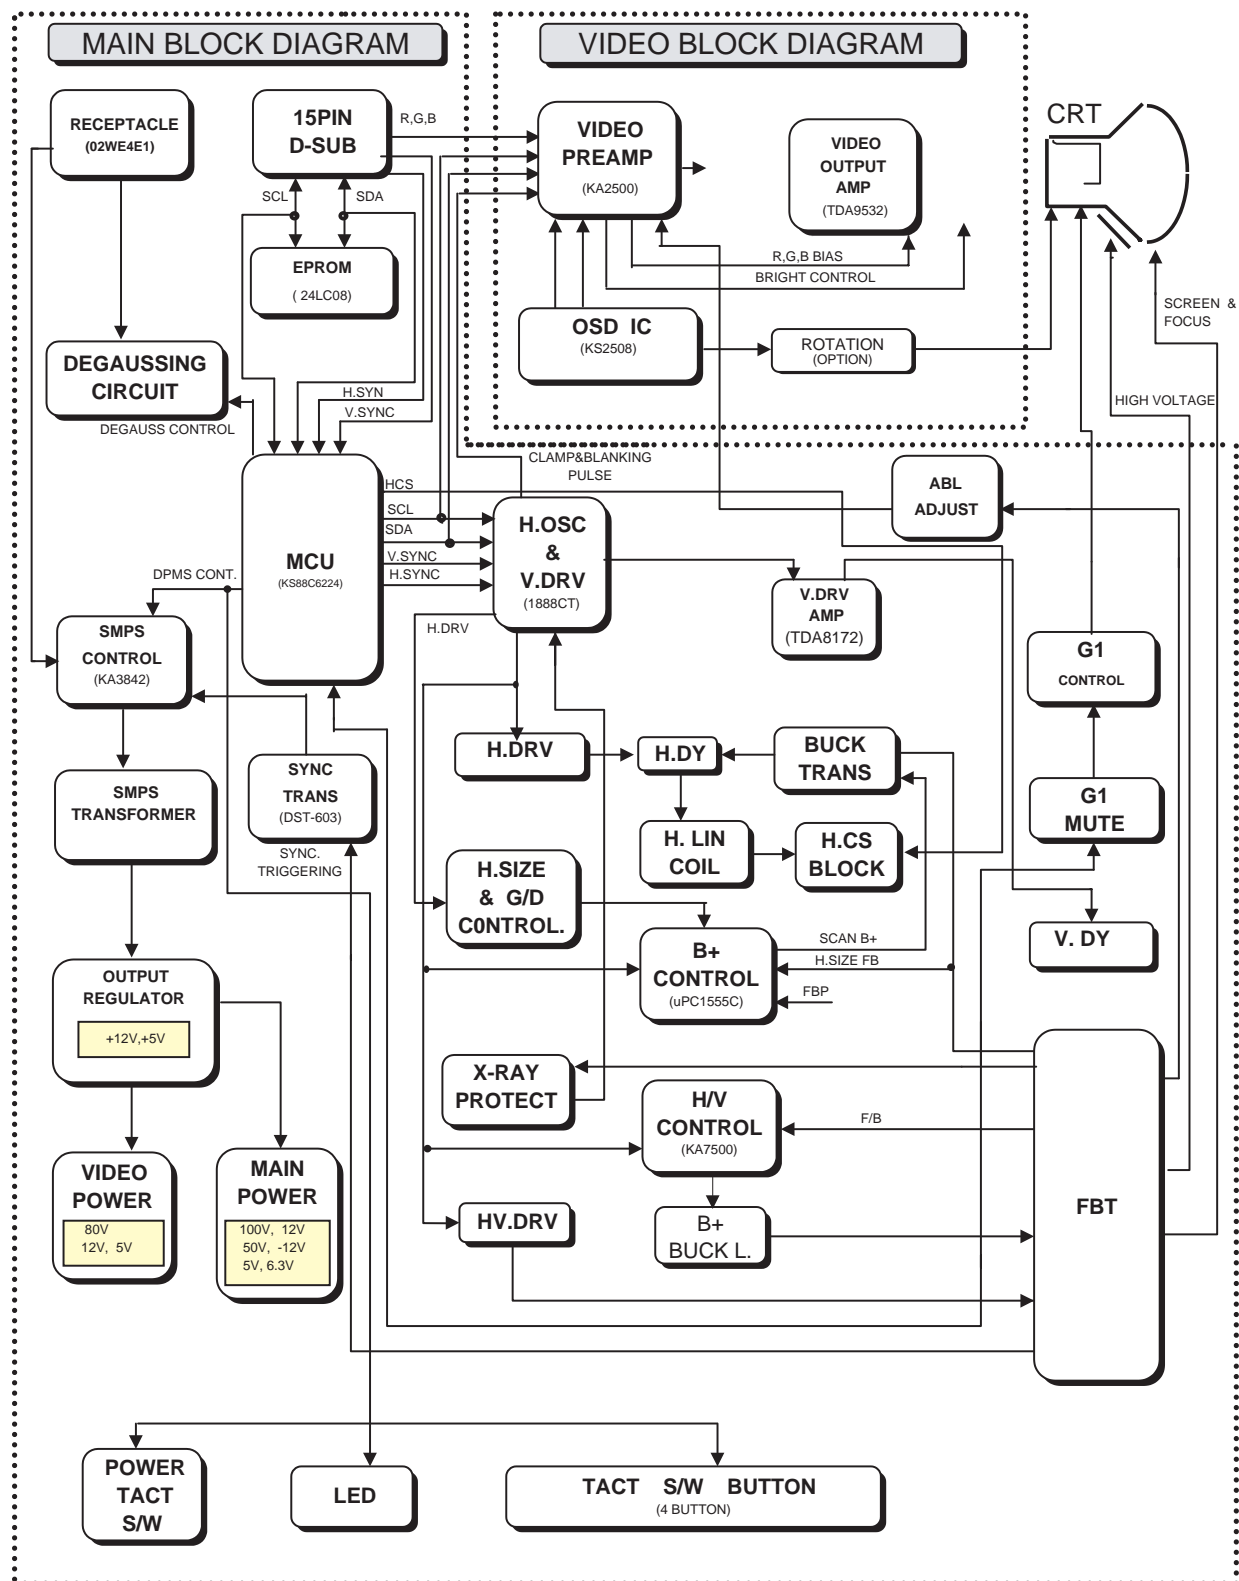 MAIN BLOCK DIAGRAM
VIDEO BLOCK DIAGRAM
RECEPTACLE
(02WE4E1)
15PIN
D-SUB
R,G,B
SCL
SDA
EPROM
( 24LC08)
VIDEO
PREAMP
(KA2500)
VIDEO
OUTPUT
AMP
(TDA9532)
CRT
R,G,B BIAS
BRIGHT CONTROL
OSD IC
(KS2508)
ROTATION
(OPTION)
SCREEN &
FOCUS
HIGH VOLTAGE
DEGAUSSING
CIRCUIT
DEGAUSS CONTROL
H.SYN
V.SYNC
CLAMP&BLANKING
PULSE
MCU
(KS88C6224)
HCS
SCL
SDA
V.SYNC
H.SYNC
H.OSC
&
V.DRV
(1888CT)
ABL
ADJUST
DPMS CONT.
H.DRV
V.DRV
AMP
(TDA8172)
SMPS
CONTROL
(KA3842)
G1
CONTROL
SMPS
TRANSFORMER
SYNC
TRANS
(DST-603)
SYNC.
TRIGGERING
H.DRV
H.DY
BUCK
TRANS
G1
MUTE
H. LIN
COIL
H.CS
BLOCK
H.SIZE
& G/D
C0NTROL.
B+
CONTROL
(uPC1555C)
SCAN B+
H.SIZE FB
FBP
V. DY
OUTPUT
REGULATOR
+12V,+5V
X-RAY
PROTECT
H/V
CONTROL
(KA7500)
F/B
FBT
VIDEO
POWER
80V
12V, 5V
MAIN
POWER
100V, 12V
50V, -12V
5V, 6.3V
HV.DRV
B+
BUCK L.
POWER
TACT
S/W
LED
TACT S/W BUTTON
(4 BUTTON)